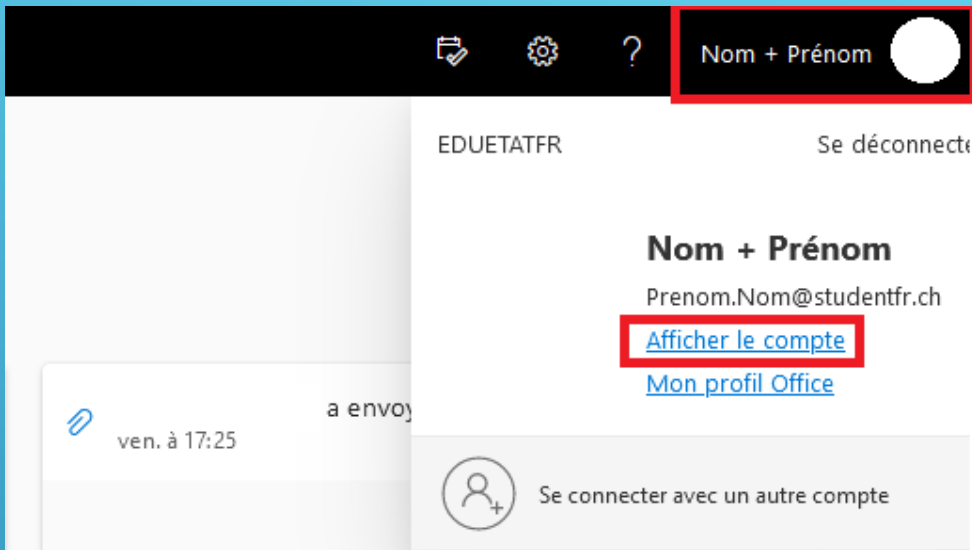 ?
Nom + Prénom
EDUETATFR
Se déconnecte
Nom + Prénom
Prenom.Nom@studentfr.ch
Afficher le compte
Mon profil Office
a envoy
ven. à 17:25
Se connecter avec un autre compte